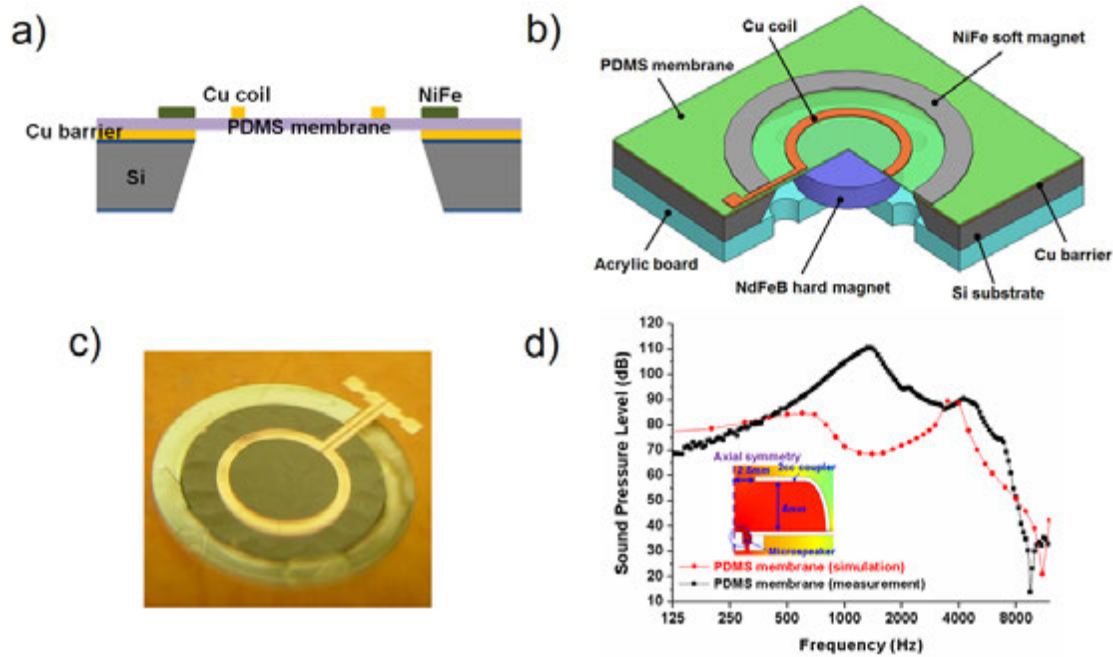 a)
Cu coil
NiFe
Cu barrier
PDMS membrane
Si
b)
Cu coil
NiFe soft magnet
PDMS membrane
Acrylic board
NdFeB hard magnet
Cu barrier
Si substrate
c)
d)
120
110
100
90
80
70
60
50
40
30
20
10
Sound Pressure Level (dB)
Axial symmetry
2cc coupler
Microspeaker
PDMS membrane (simulation)
PDMS membrane (measurement)
125
250
500
1000
2000
4000
8000
Frequency (Hz)